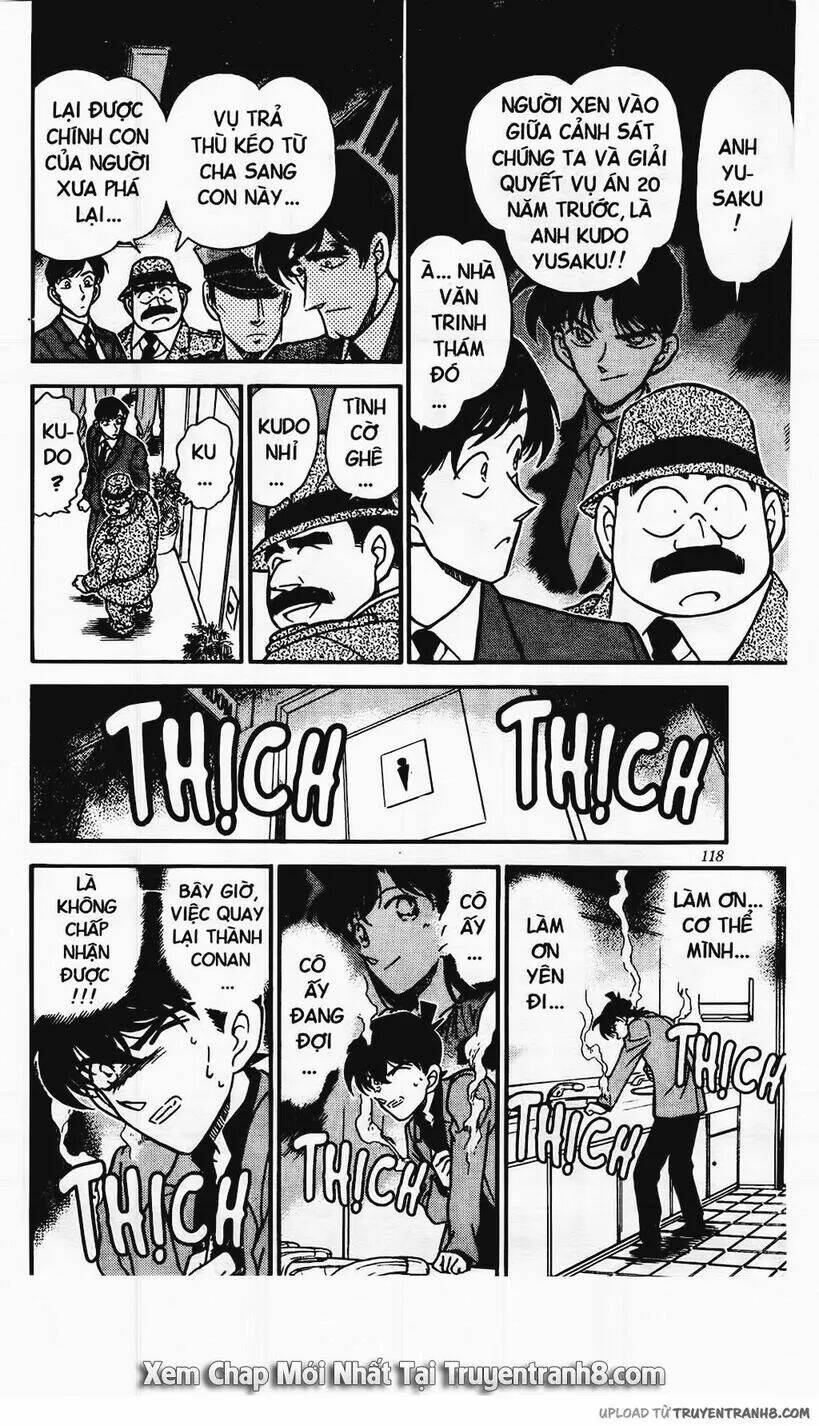 ANH
YU-
SAKU
!
NGƯỜI XEN VÀO
GIỮA CẢNH SÁT
CHÚNG TA VÀ GIẢI
QUYẾT VỤ ÁN 20
NĂM TRƯỚC, LÀ
ANH KUDO
YUSAKU!!
À... NHÀ
VĂN
TRINH
THÁM
ĐÓ
...
VỤ TRẢ
THÙ KÉO TỪ
CHA SANG
CON NÀY...
LẠI ĐƯỢC
CHÍNH CON
CỦA NGƯỜI
XƯA PHÁ
LẠI...
TÌNH
CỜ
GHÊ
...
KUDO
NHỈ
...
KU
...
KU-
DO
?
THỊCH
THỊCH
118
LÀM ƠN...
CƠ THỂ
MÌNH...
LÀM
ƠN
YÊN
ĐI...
THỊCH
THỊCH
CÔ
ẤY
...
CÔ
ẤY
ĐANG
ĐỢI
...
THỊCH
BÂY GIỜ,
VIỆC QUAY
LẠI THÀNH
CONAN
...
LÀ
KHÔNG
CHẤP
NHẬN
ĐƯỢC
!!!
THỊCH
Xem Chap Mới Nhất Tại Truyentranh8.com
UPLOAD TỪ TRUYENTRANH8.COM